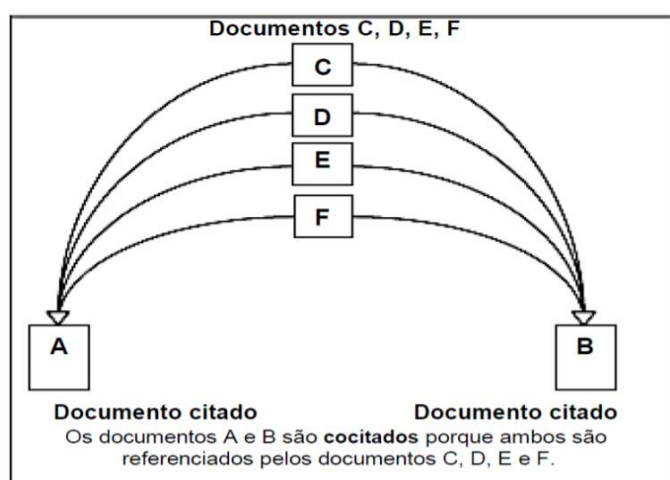 Documentos C, D, E, F
C
D
E
F
A
B
Documento citado
Documento citado
Os documentos A e B são cocitados porque ambos são
referenciados pelos documentos C, D, E e F.